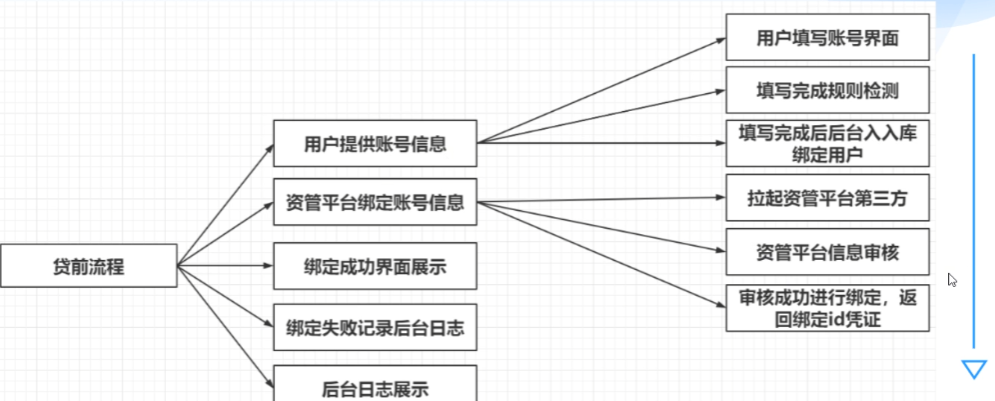 贷前流程
用户提供账号信息
资管平台绑定账号信息
绑定成功界面展示
绑定失败记录后台日志
后台日志展示
用户填写账号界面
填写完成规则检测
填写完成后后台入入库
绑定用户
拉起资管平台第三方
资管平台信息审核
审核成功进行绑定，返
回绑定id凭证